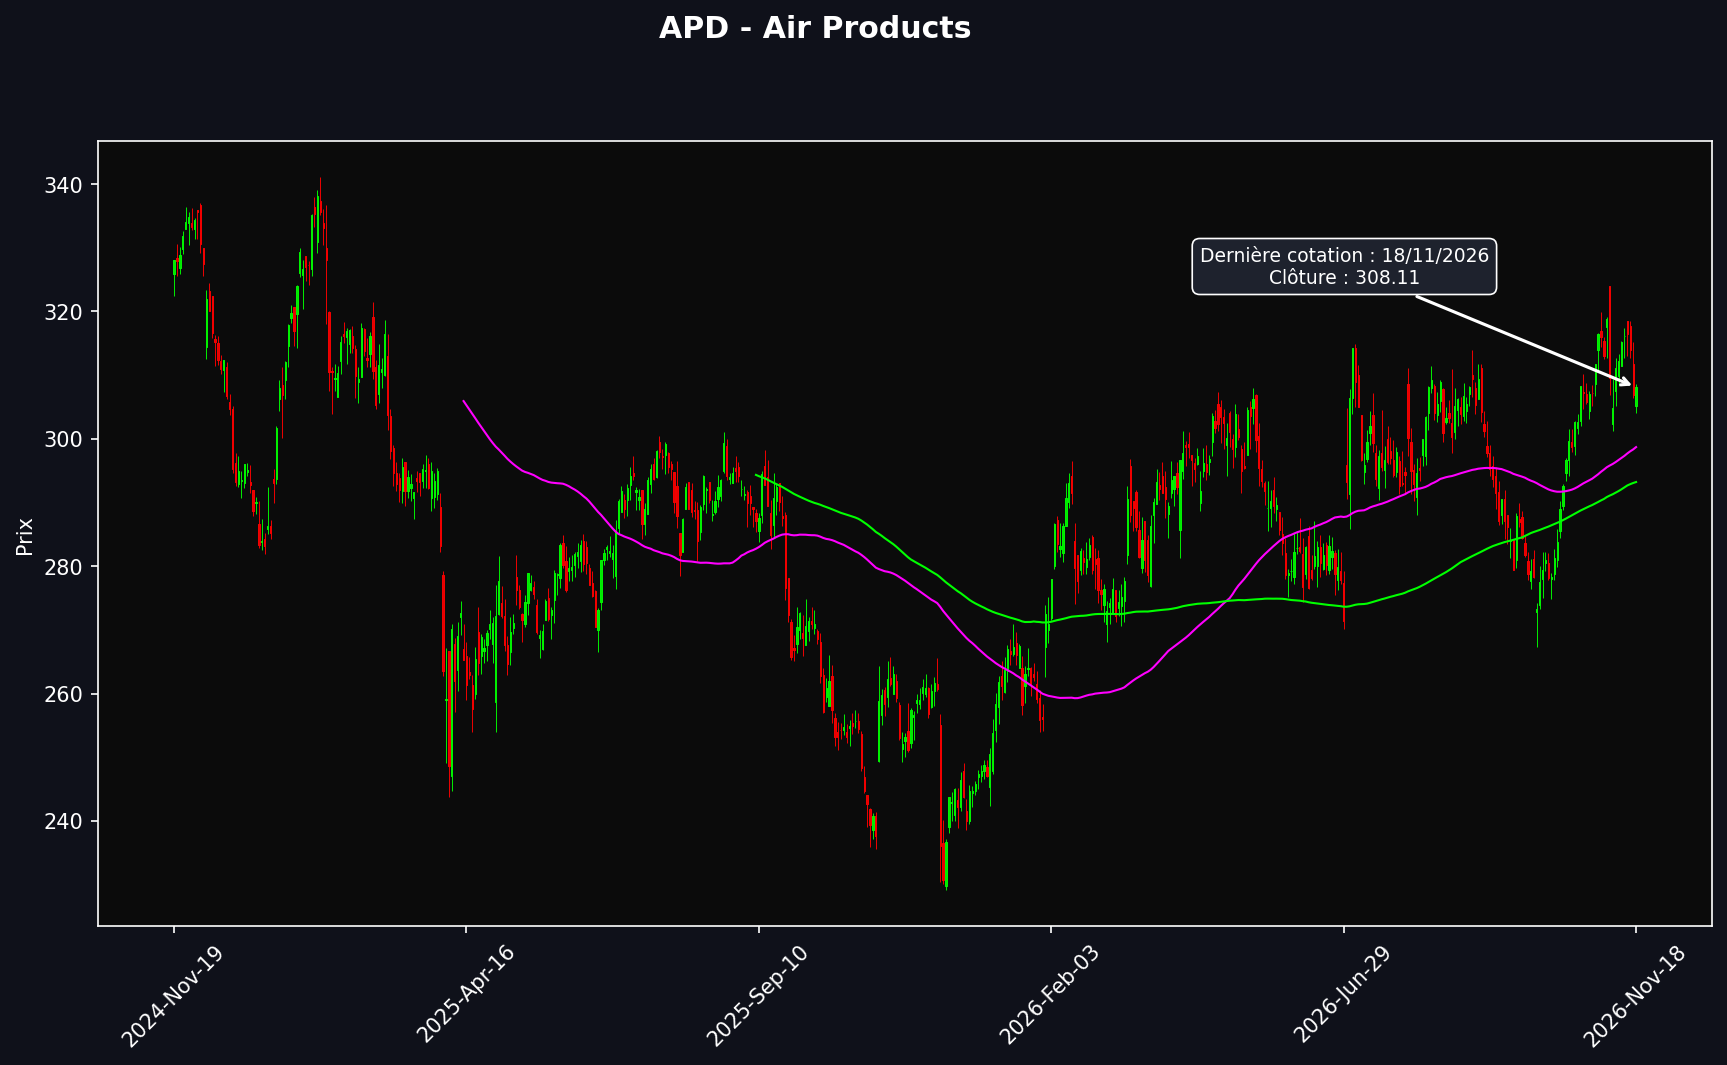 APD - Air Products
Dernière cotation : 18/11/2026
Clôture : 308.11
Prix
340
320
300
280
260
240
2024-Nov-19
2025-Apr-16
2025-Sep-10
2026-Feb-03
2026-Jun-29
2026-Nov-18